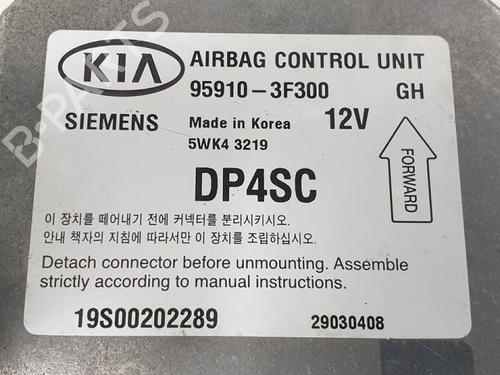 KIA
AIRBAG CONTROL UNIT
95910-3F300 GH
SIEMENS Made in Korea 12V
5WK4 3219
DP4SC
FORWARD
이 장치를 떼어내기 전에 커넥터를 분리시키시오.
안내 책자의 지침에 따라서만 이 장치를 조립하십시오.
Detach connector before unmounting. Assemble
strictly according to manual instructions.
19S00202289 29030408
B-PARTS